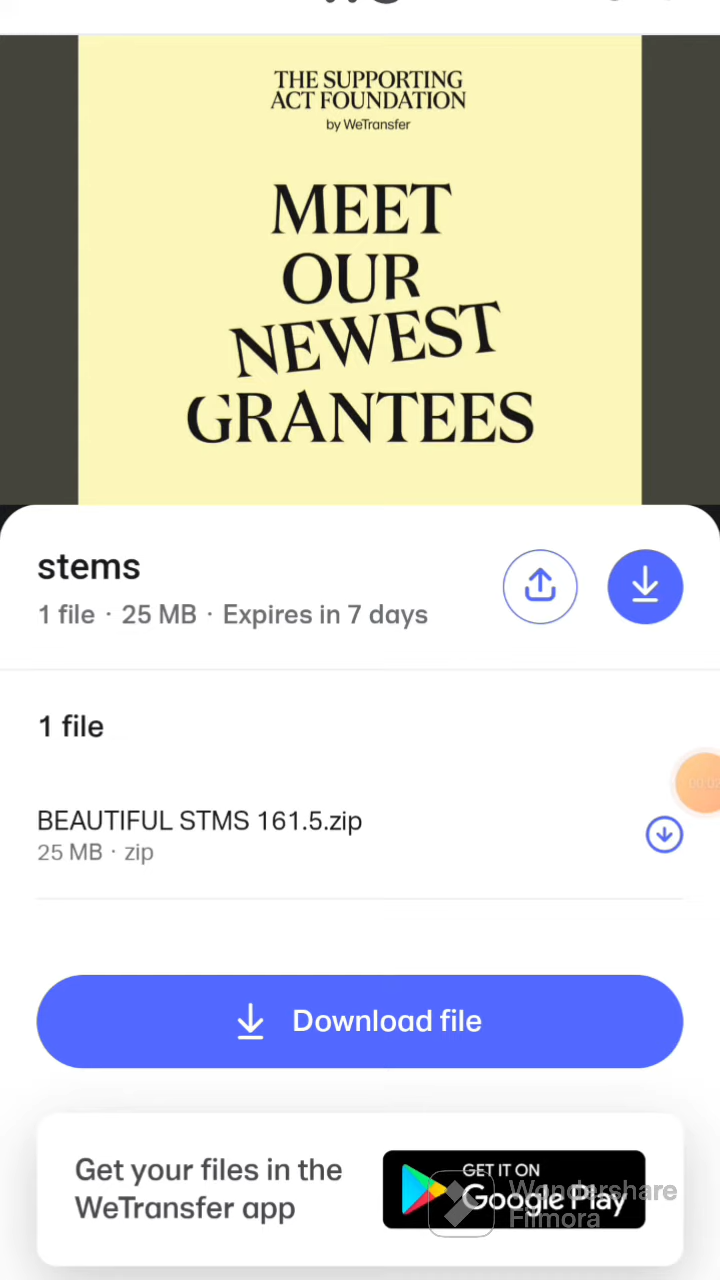 THE SUPPORTING
ACT FOUNDATION
by WeTransfer
MEET
OUR
NEWEST
GRANTEES
stems
1 file · 25 MB · Expires in 7 days
1 file
BEAUTIFUL STMS 161.5.zip
25 MB · zip
Download file
Get your files in the
WeTransfer app
GET IT ON
Google Play
Wondershare
Filmora